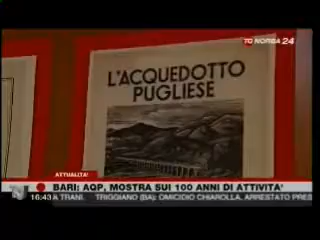 TG NORBA 24
L'ACQUEDOTTO
PUGLIESE
ATTUALITA'
BARI: AQP, MOSTRA SUI 100 ANNI DI ATTIVITA'
16:43 A TRANI. TRIGGIANO (BA): OMICIDIO CHIAROLLA, ARRESTATO PRES